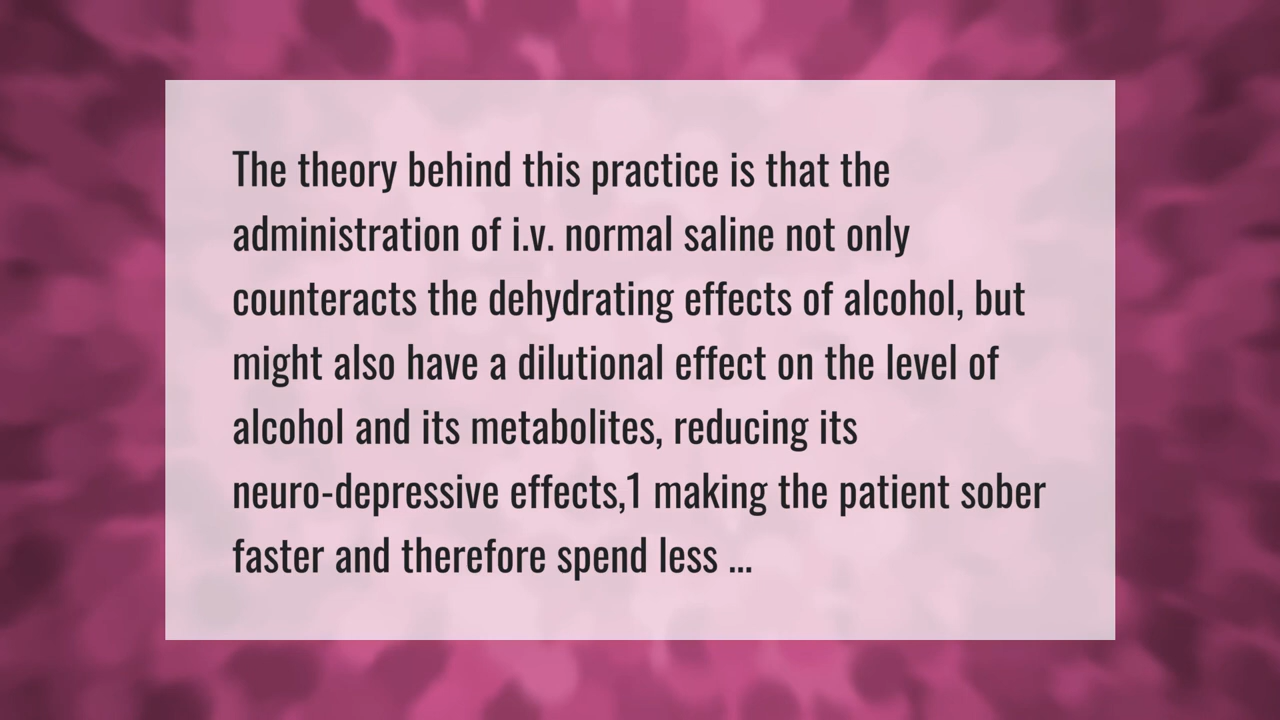 The theory behind this practice is that the
administration of i.v. normal saline not only
counteracts the dehydrating effects of alcohol, but
might also have a dilutional effect on the level of
alcohol and its metabolites, reducing its
neuro-depressive effects,1 making the patient sober
faster and therefore spend less ...